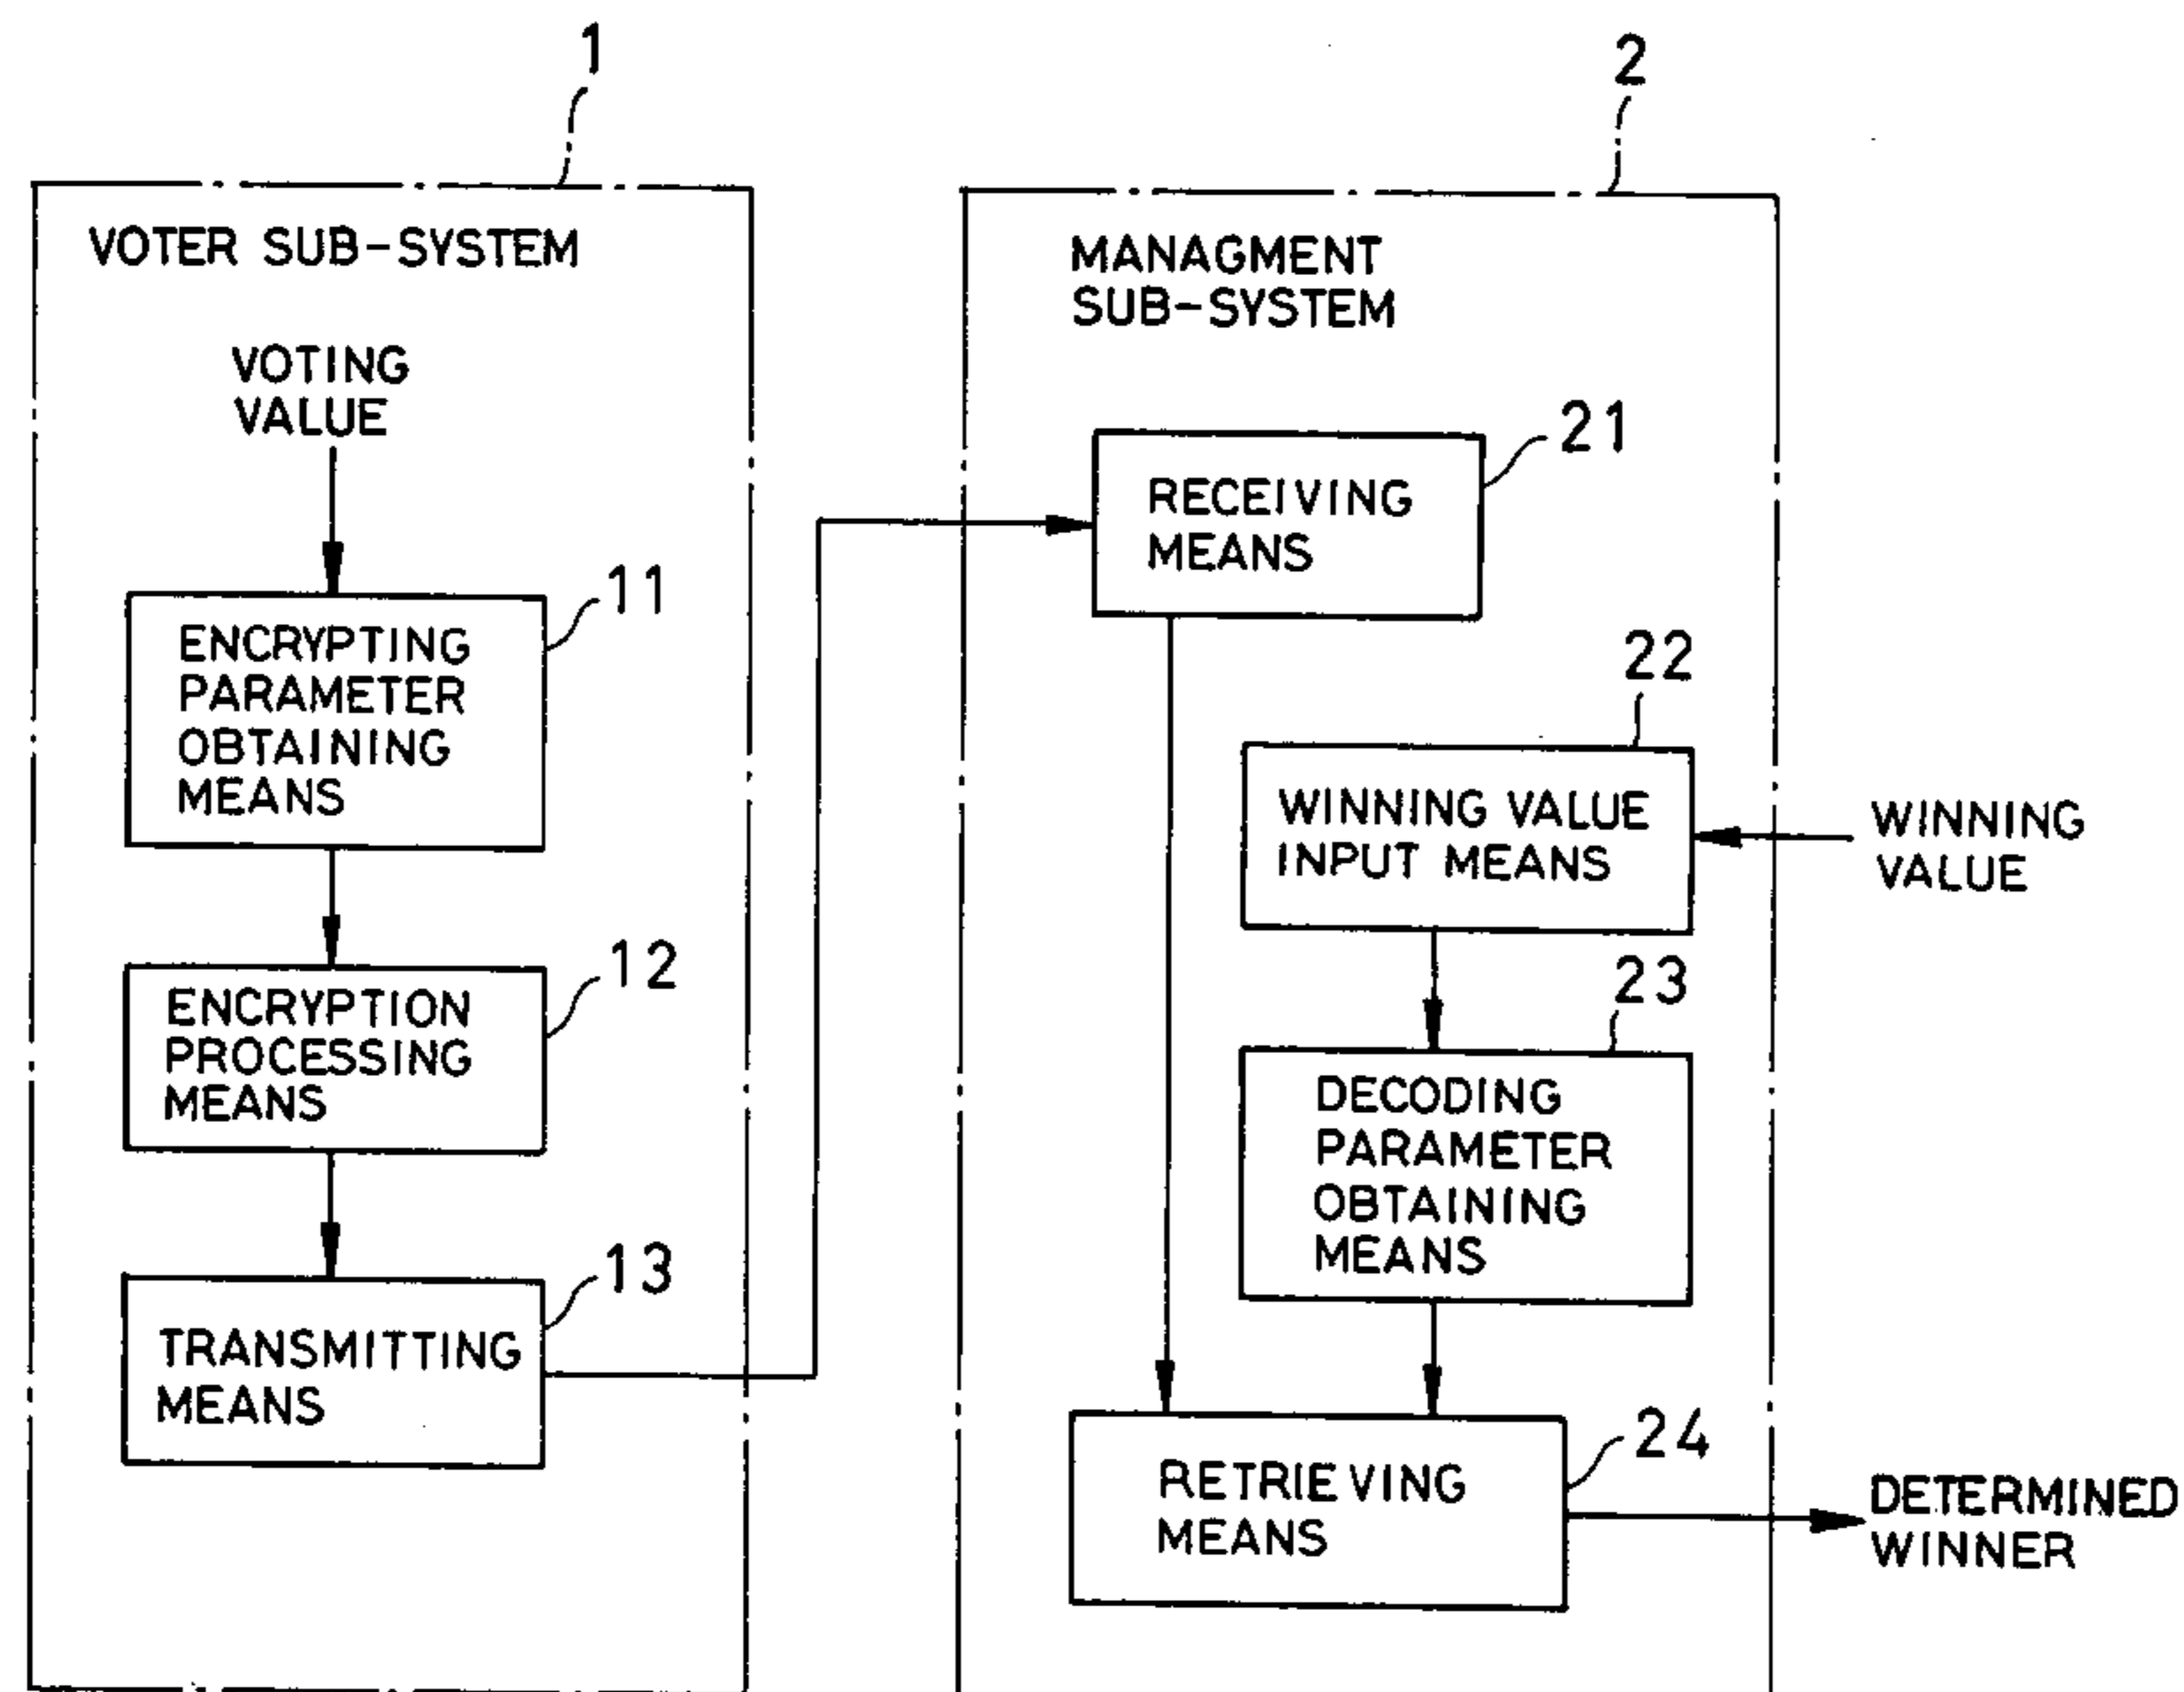 1
2
VOTER SUB-SYSTEM
VOTING
VALUE
11
ENCRYPTING
PARAMETER
OBTAINING
MEANS
12
ENCRYPTION
PROCESSING
MEANS
13
TRANSMITTING
MEANS
MANAGMENT
SUB-SYSTEM
21
RECEIVING
MEANS
22
WINNING VALUE
INPUT MEANS
WINNING
VALUE
23
DECODING
PARAMETER
OBTAINING
MEANS
24
RETRIEVING
MEANS
DETERMINED
WINNER